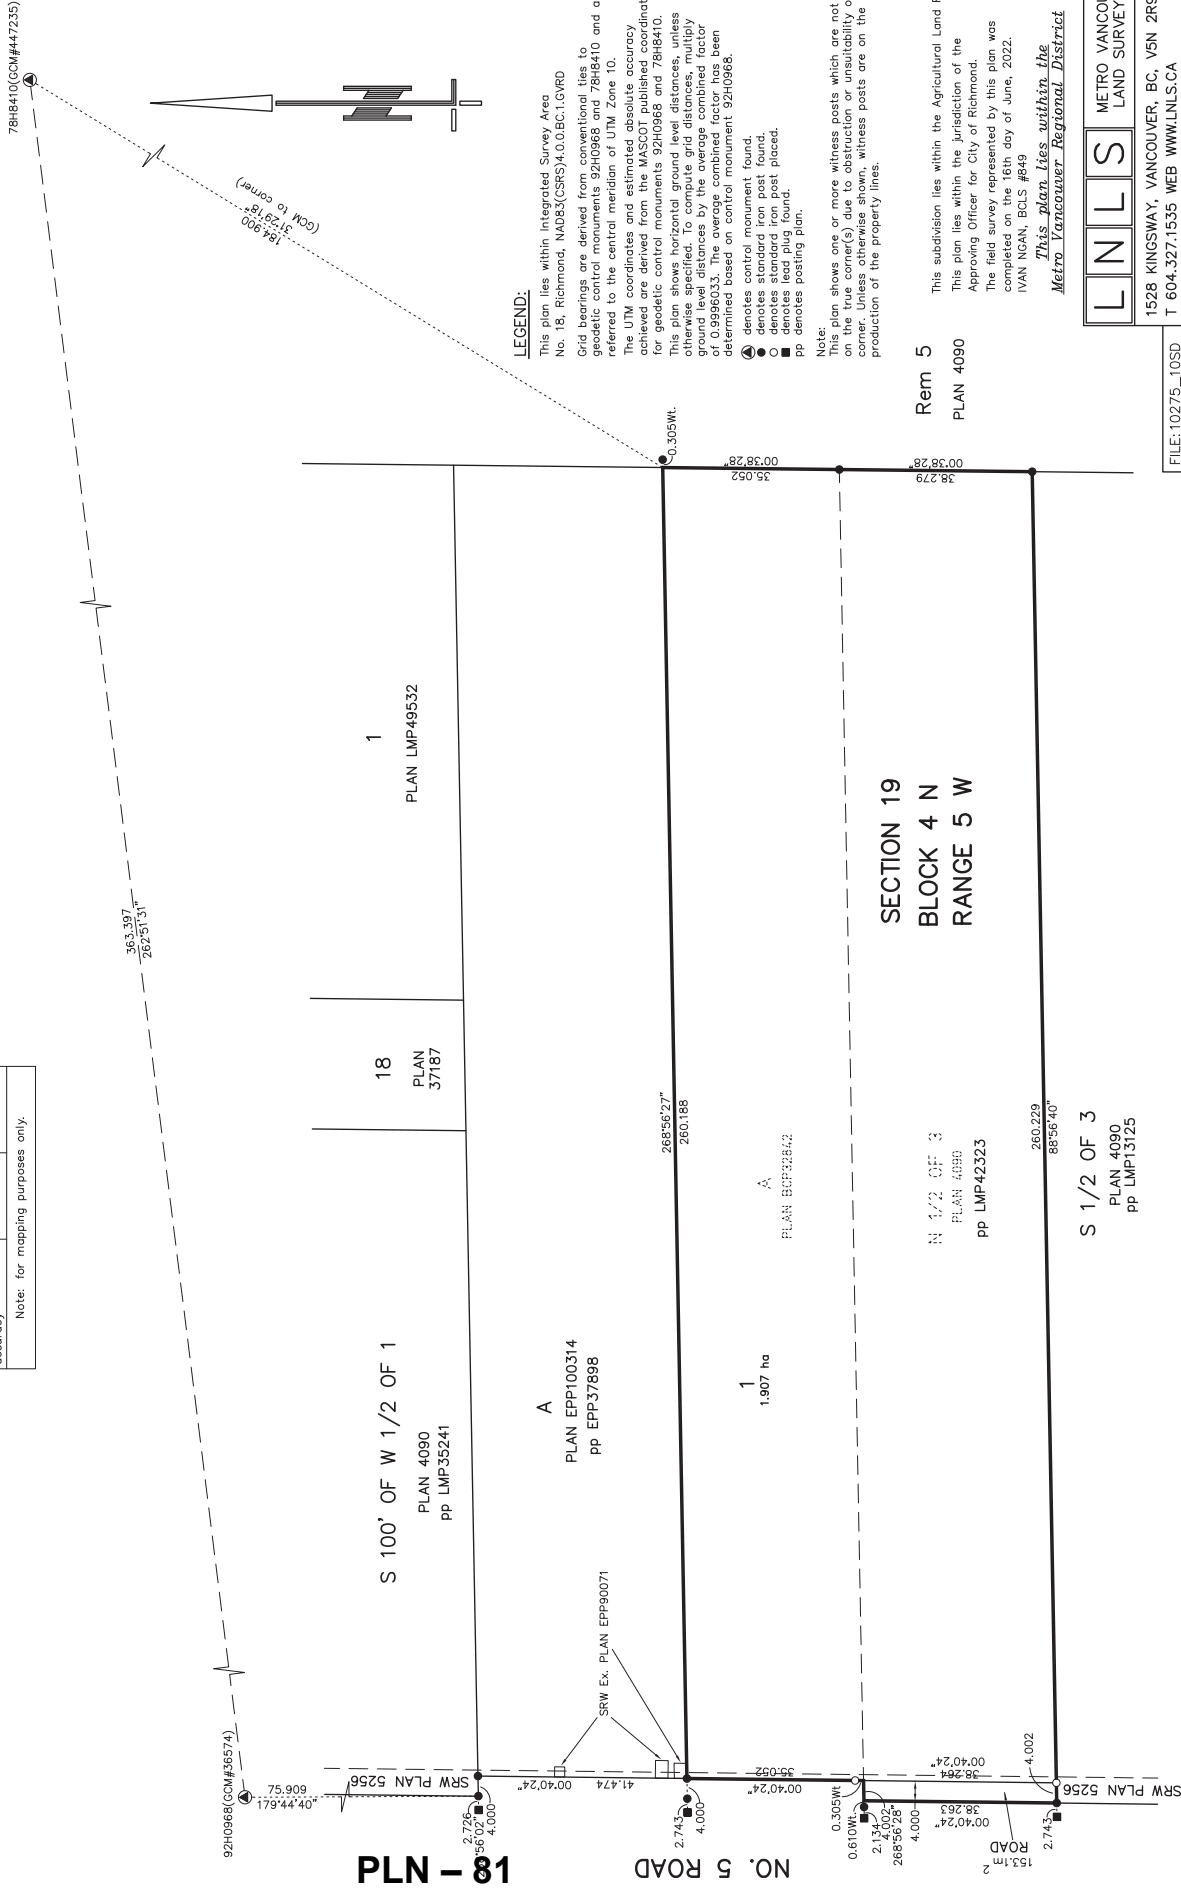 78H8410(GCM#447235)
184.900
31°29'18"
(GCM to corner)
363.397
262°51'31"
Note: for mapping purposes only.
92H0968(GCM#36574)
75.909
179°44'40"
LEGEND:
This plan lies within Integrated Survey Area
No. 18, Richmond, NAD83(CSRS)4.0.0.BC.1.GVRD
Grid bearings are derived from conventional ties to
geodetic control monuments 92H0968 and 78H8410 and a
referred to the central meridian of UTM Zone 10.
The UTM coordinates and estimated absolute accuracy
achieved are derived from the MASCOT published coordinat
for geodetic control monuments 92H0968 and 78H8410.
This plan shows horizontal ground level distances, unless
otherwise specified. To compute grid distances, multiply
ground level distances by the average combined factor
of 0.9996033. The average combined factor has been
determined based on control monument 92H0968.
denotes control monument found.
denotes standard iron post found.
denotes standard iron post placed.
denotes lead plug found.
pp denotes posting plan.
Note:
This plan shows one or more witness posts which are not
on the true corner(s) due to obstruction or unsuitability o
corner. Unless otherwise shown, witness posts are on the
production of the property lines.
This subdivision lies within the Agricultural Land
This plan lies within the jurisdiction of the
Approving Officer for City of Richmond.
The field survey represented by this plan was
completed on the 16th day of June, 2022.
IVAN NGAN, BCLS #849
This plan lies within the
Metro Vancouver Regional District
L N L S
METRO VANCOU
LAND SURVEY
1528 KINGSWAY, VANCOUVER, BC, V5N 2R9
T 604.327.1535 WEB WWW.LNLS.CA
FILE:10275_10SD
Rem 5
PLAN 4090
0.305Wt.
00°38'28"
35.052
00°38'28"
38.279
1
PLAN LMP49532
18
PLAN
37187
S 100' OF W 1/2 OF 1
PLAN 4090
pp LMP35241
A
PLAN EPP100314
pp EPP37898
268°56'27"
260.188
A
PLAN BCP32842
1
1.907 ha
SECTION 19
BLOCK 4 N
RANGE 5 W
N 1/2 OF 3
PLAN 4090
pp LMP42323
260.229
88°56'40"
S 1/2 OF 3
PLAN 4090
pp LMP13125
SRW Ex. PLAN EPP90071
SRW PLAN 5256
00°40'24"
41.474
2.726
4.000
2.743
4.000
35.052
00°40'24"
0.305Wt
0.610Wt.
2.134
4.002
268°56'28"
00°40'24"
38.264
4.000
38.263
00°40'24"
4.002
2.743
ROAD
153.1m2
SRW PLAN 5256
NO. 5 ROAD
PLN – 81